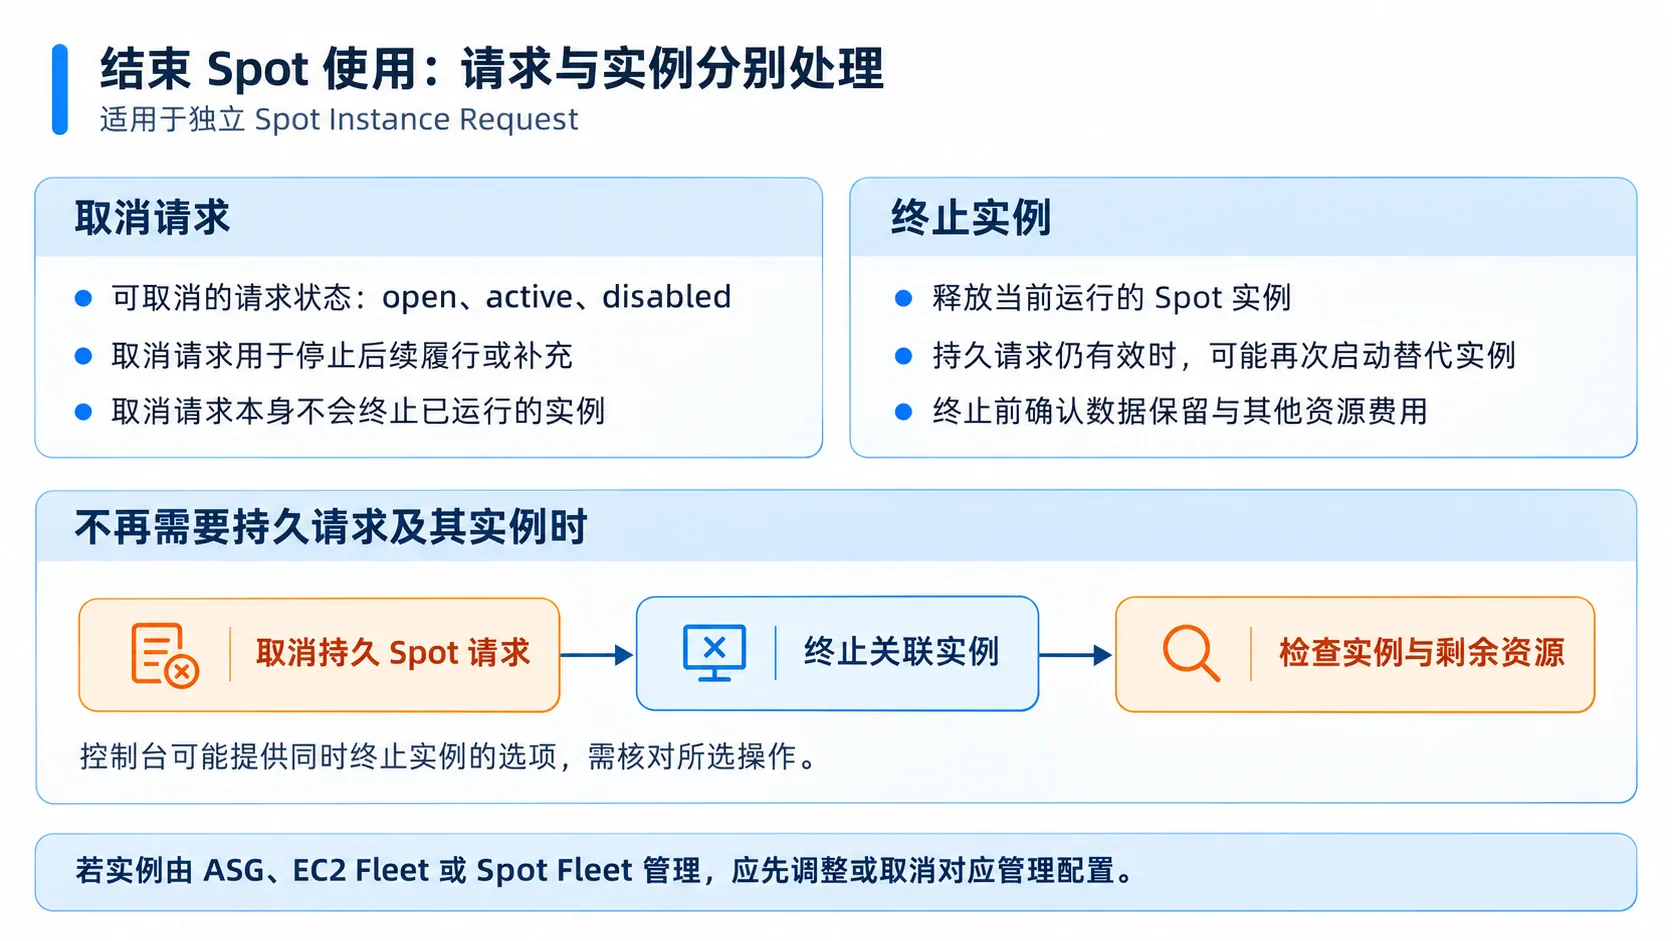 结束 Spot 使用：请求与实例分别处理
适用于独立 Spot Instance Request
取消请求
可取消的请求状态：open、active、disabled
取消请求用于停止后续履行或补充
取消请求本身不会终止已运行的实例
终止实例
释放当前运行的 Spot 实例
持久请求仍有效时，可能再次启动替代实例
终止前确认数据保留与其他资源费用
不再需要持久请求及其实例时
取消持久 Spot 请求
终止关联实例
检查实例与剩余资源
控制台可能提供同时终止实例的选项，需核对所选操作。
若实例由 ASG、EC2 Fleet 或 Spot Fleet 管理，应先调整或取消对应管理配置。